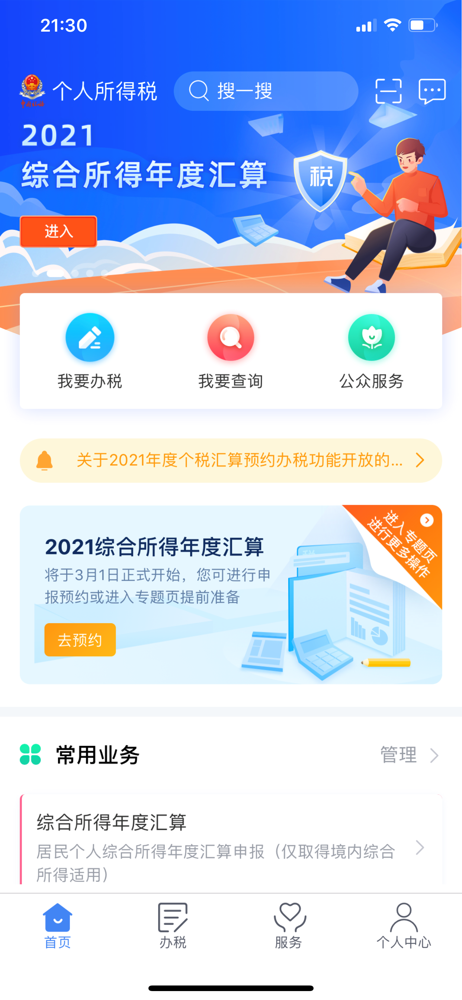 21:30
个人所得税
搜一搜
中国税务
2021
综合所得年度汇算
税
进入
我要办税
我要查询
公众服务
关于2021年度个税汇算预约办税功能开放的...
进入专题页
进行更多操作
2021综合所得年度汇算
税
将于3月1日正式开始，您可进行申
报预约或进入专题页提前准备
去预约
常用业务
管理
综合所得年度汇算
居民个人综合所得年度汇算申报（仅取得境内综合
所得适用）
首页
办税
服务
个人中心